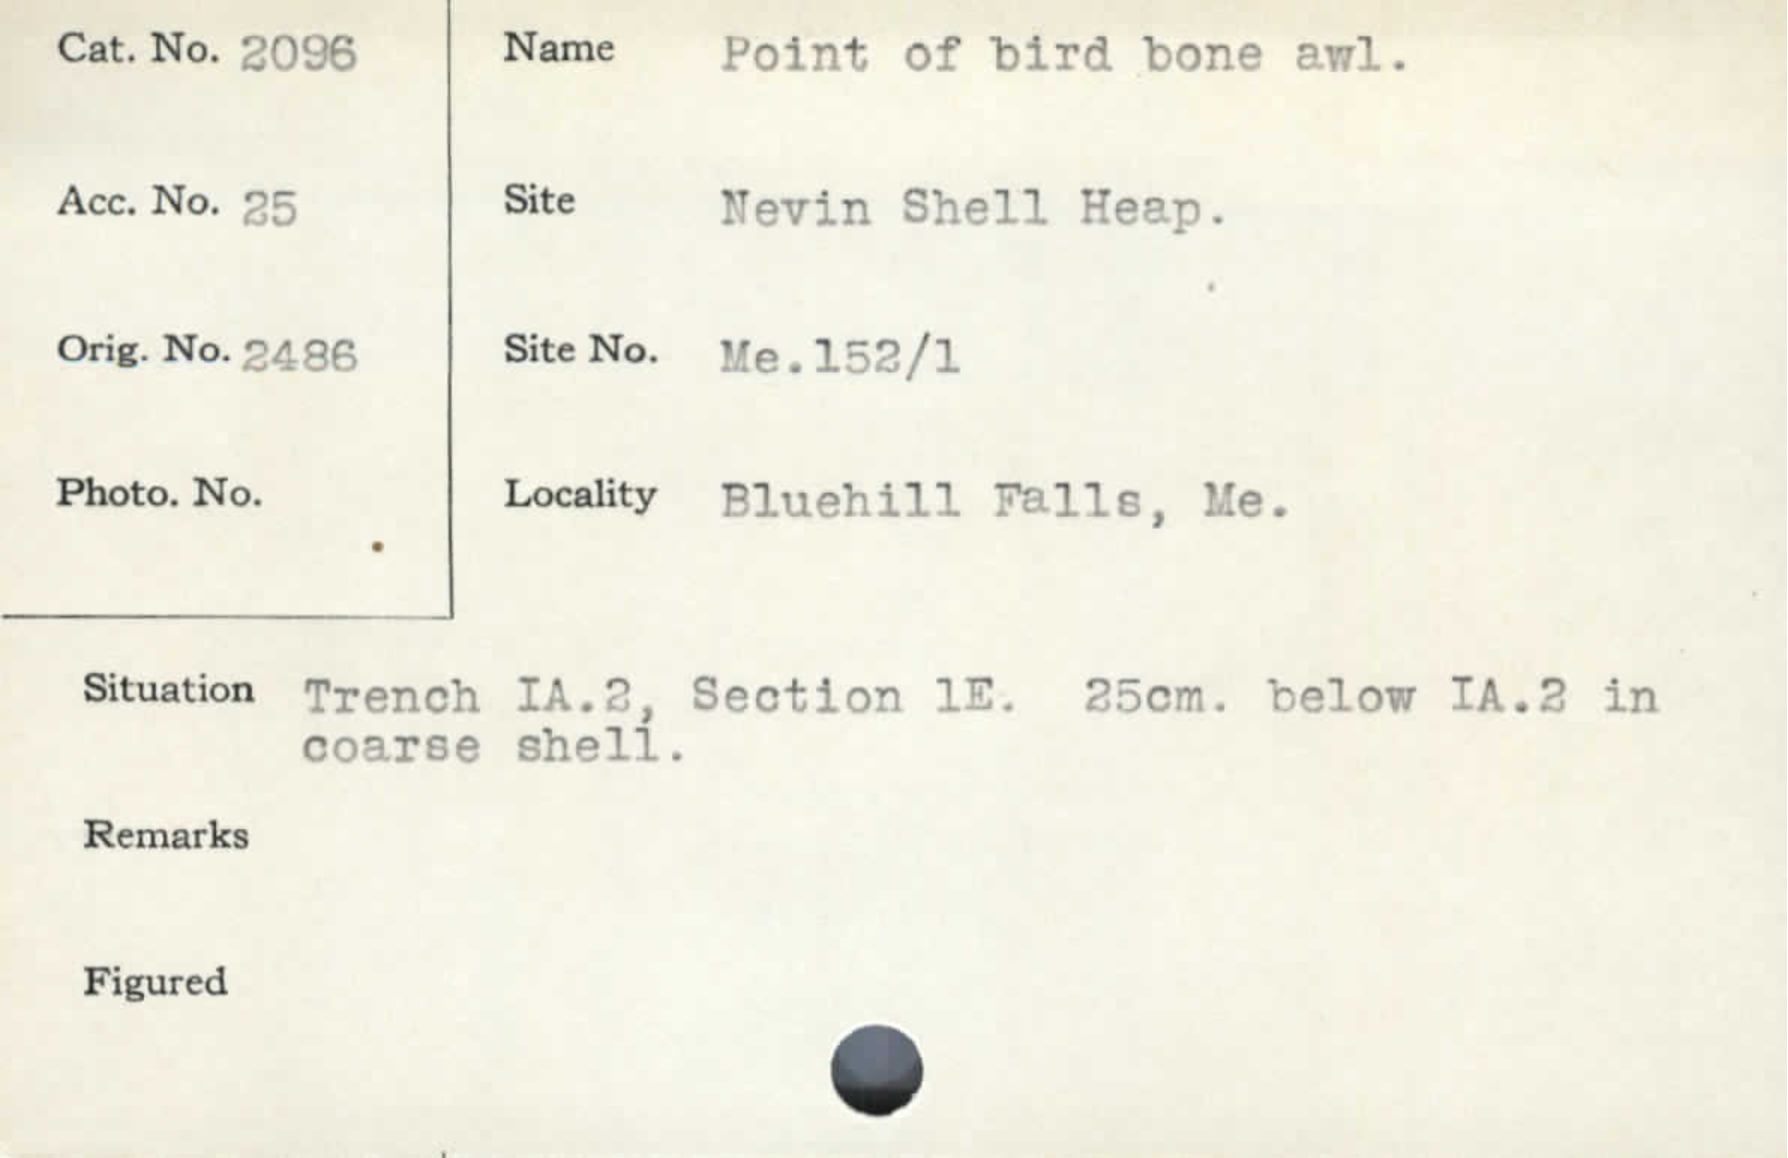 Cat. No. 2096
Name Point of bird bone awl.
Acc. No. 25
Site Nevin Shell Heap.
Orig. No. 2486
Site No. Me.152/1
Photo. No.
Locality Bluehill Falls, Me.
Situation Trench IA.2, Section 1E. 25cm. below IA.2 in
coarse shell.
Remarks
Figured